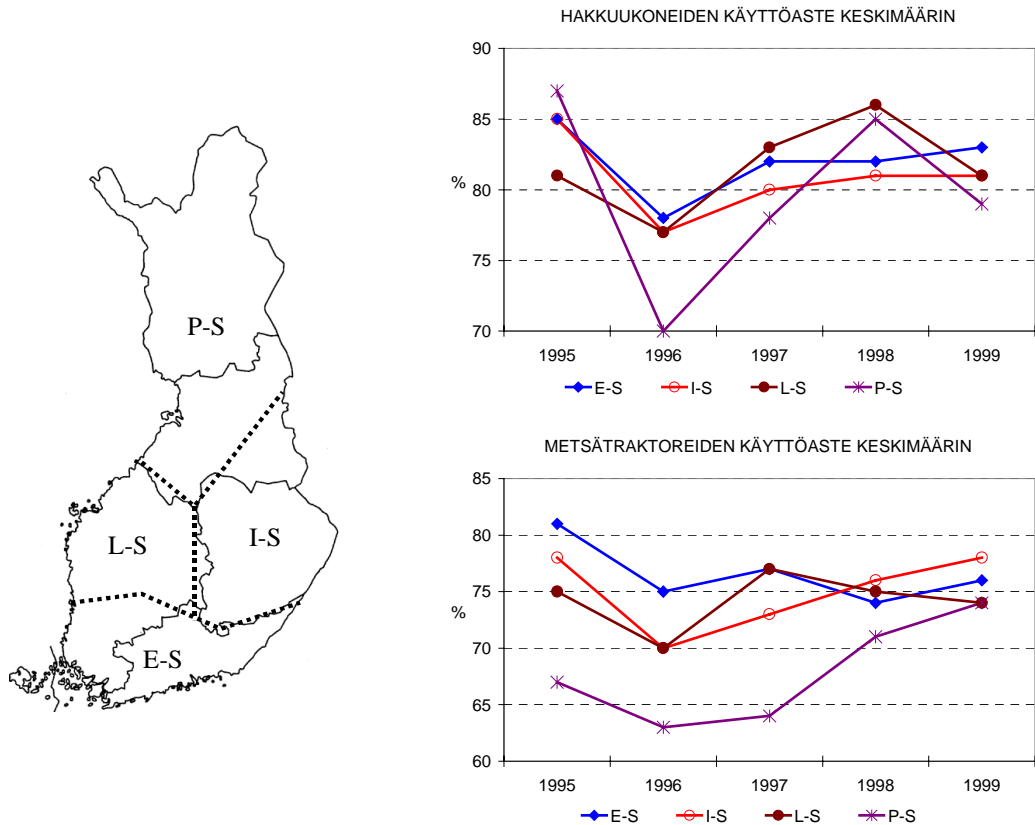 P-S
L-S
I-S
E-S
HAKKUUKONEIDEN KÄYTTÖASTE KESKIMÄÄRIN
90
85
80
75
70
%
1995 1996 1997 1998 1999
E-S I-S L-S P-S
METSÄTRAKTOREIDEN KÄYTTÖASTE KESKIMÄÄRIN
85
80
75
70
65
60
%
1995 1996 1997 1998 1999
E-S I-S L-S P-S